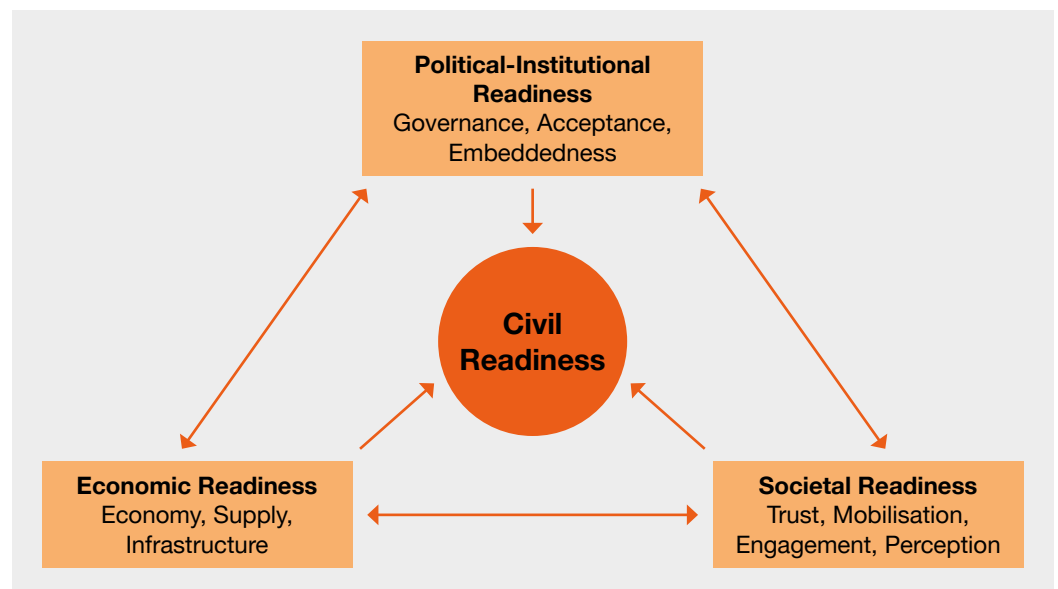 Political-Institutional
Readiness
Governance, Acceptance,
Embeddedness
Civil
Readiness
Economic Readiness
Economy, Supply,
Infrastructure
Societal Readiness
Trust, Mobilisation,
Engagement, Perception